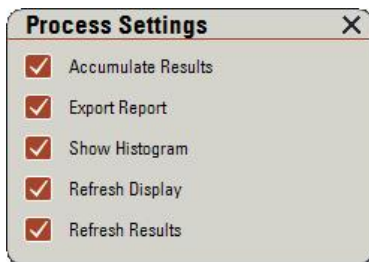 Process Settings
Accumulate Results
Export Report
Show Histogram
Refresh Display
Refresh Results